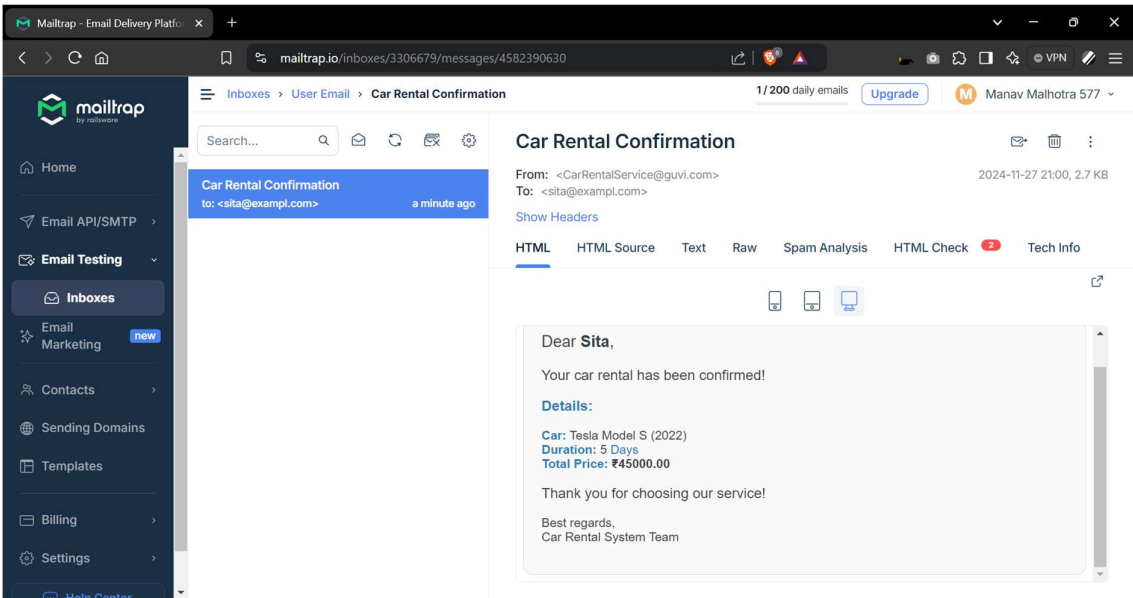 Mailtrap - Email Delivery Platfo
mailtrap.io/inboxes/3306679/messages/4582390630
VPN
mailtrap
by railsware
Home
Email API/SMTP
Email Testing
Inboxes
Email
Marketing
new
Contacts
Sending Domains
Templates
Billing
Settings
Help Center
Inboxes > User Email > Car Rental Confirmation
1 / 200 daily emails
Upgrade
M
Manav Malhotra 577
Search...
Car Rental Confirmation
to: <sita@exampl.com> a minute ago
Car Rental Confirmation
From: <CarRentalService@guvi.com>
2024-11-27 21:00, 2.7 KB
To: <sita@exampl.com>
Show Headers
HTML HTML Source Text Raw Spam Analysis HTML Check 2 Tech Info
Dear Sita,
Your car rental has been confirmed!
Details:
Car: Tesla Model S (2022)
Duration: 5 Days
Total Price: ₹45000.00
Thank you for choosing our service!
Best regards,
Car Rental System Team